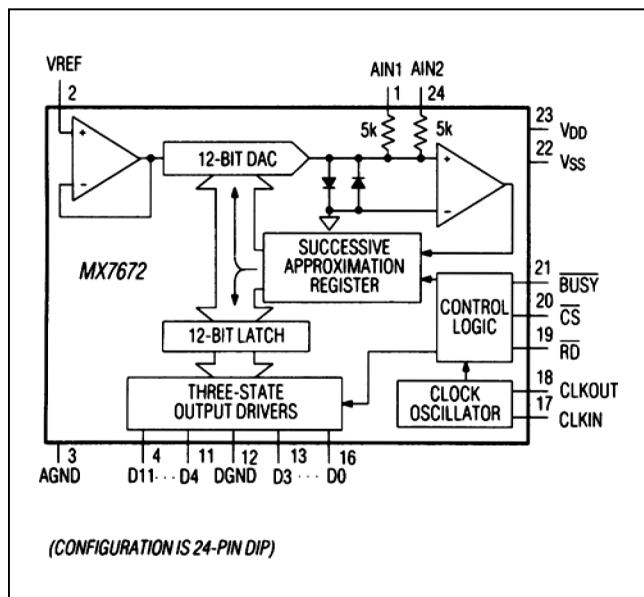 VREF
AIN1 AIN2
2
1 24
23
5k 5k
VDD
12-BIT DAC
22
VSS
+
−
+
−
MX7672
SUCCESSIVE
APPROXIMATION
REGISTER
21
BUSY
CONTROL
LOGIC
20
CS
12-BIT LATCH
19
RD
THREE-STATE
OUTPUT DRIVERS
CLOCK
OSCILLATOR
18
CLKOUT
17
CLKIN
3 4 11 12 13 16
AGND D11···D4 DGND D3···D0
(CONFIGURATION IS 24-PIN DIP)